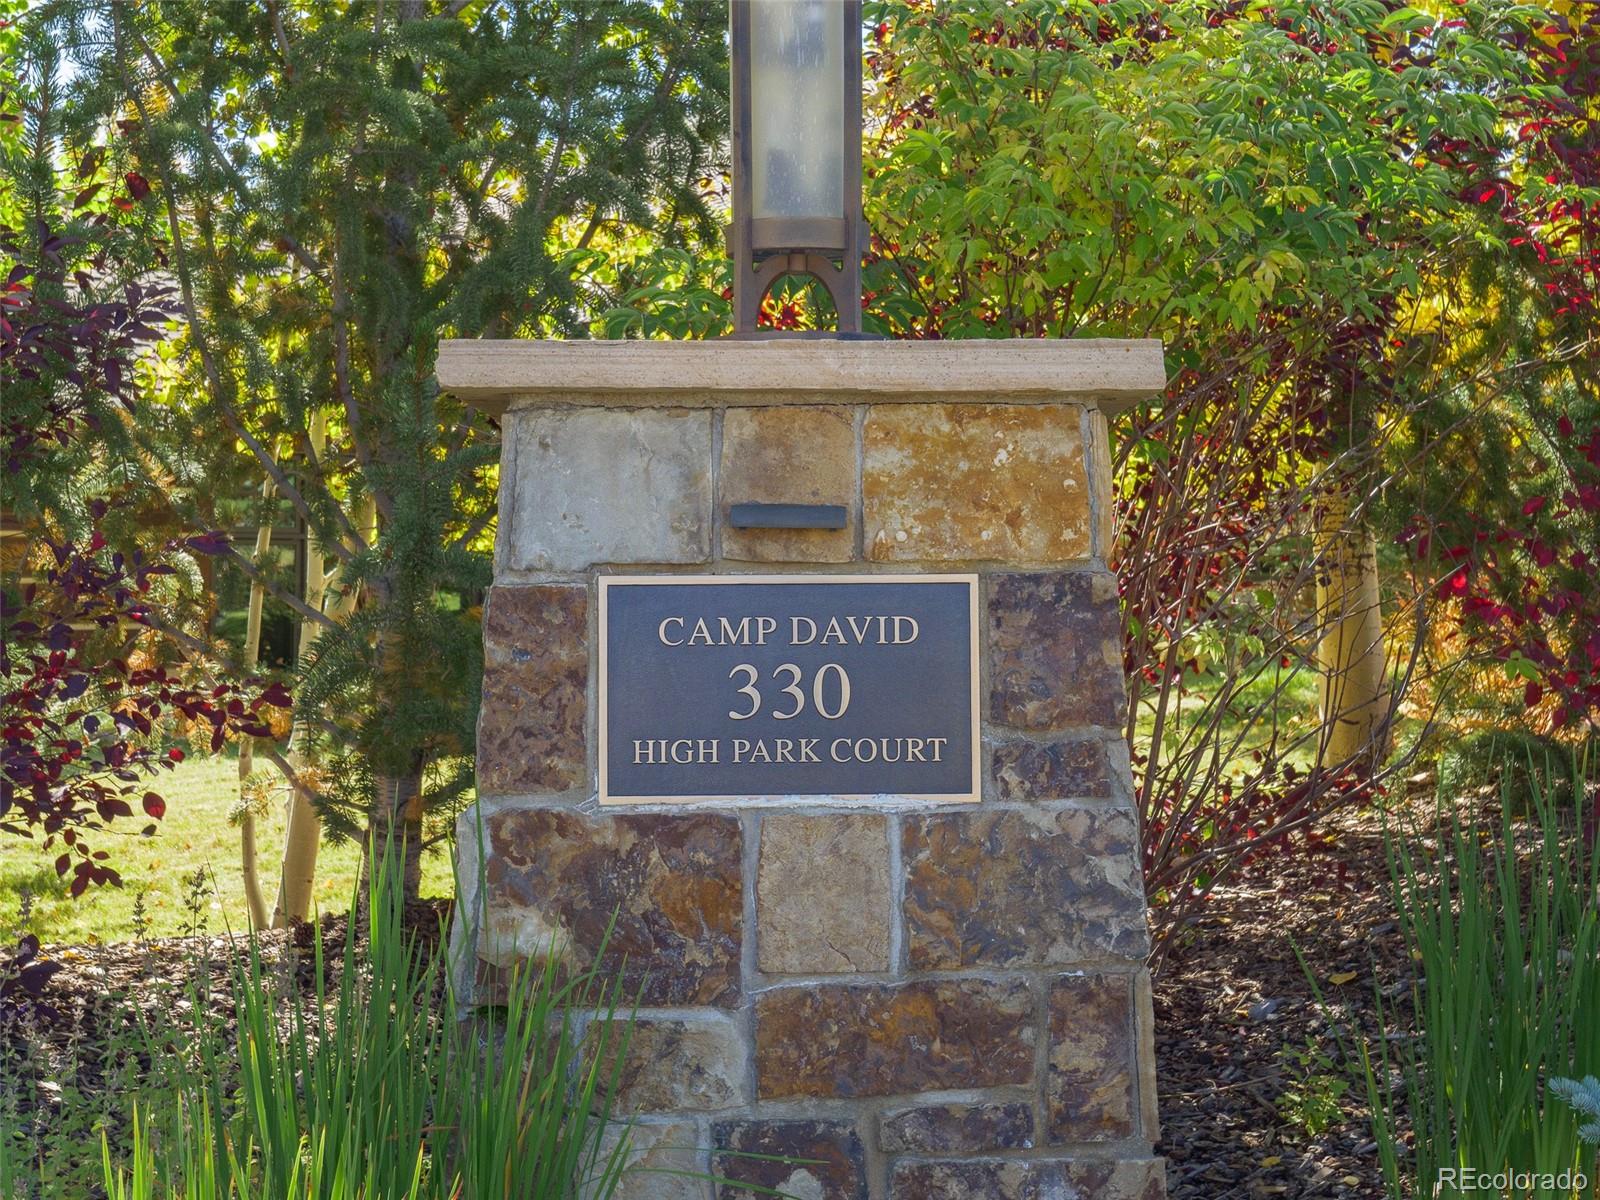 CAMP DAVID
330
HIGH PARK COURT
REcolorado